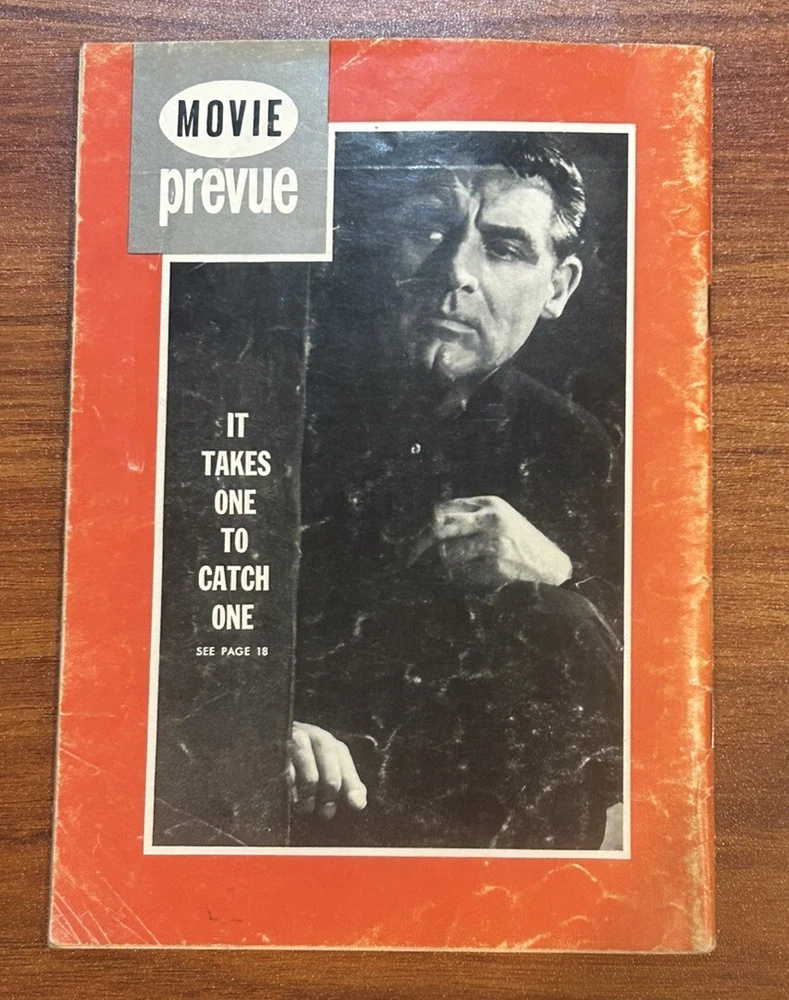 MOVIE
prevue
IT
TAKES
ONE
TO
CATCH
ONE
SEE PAGE 18